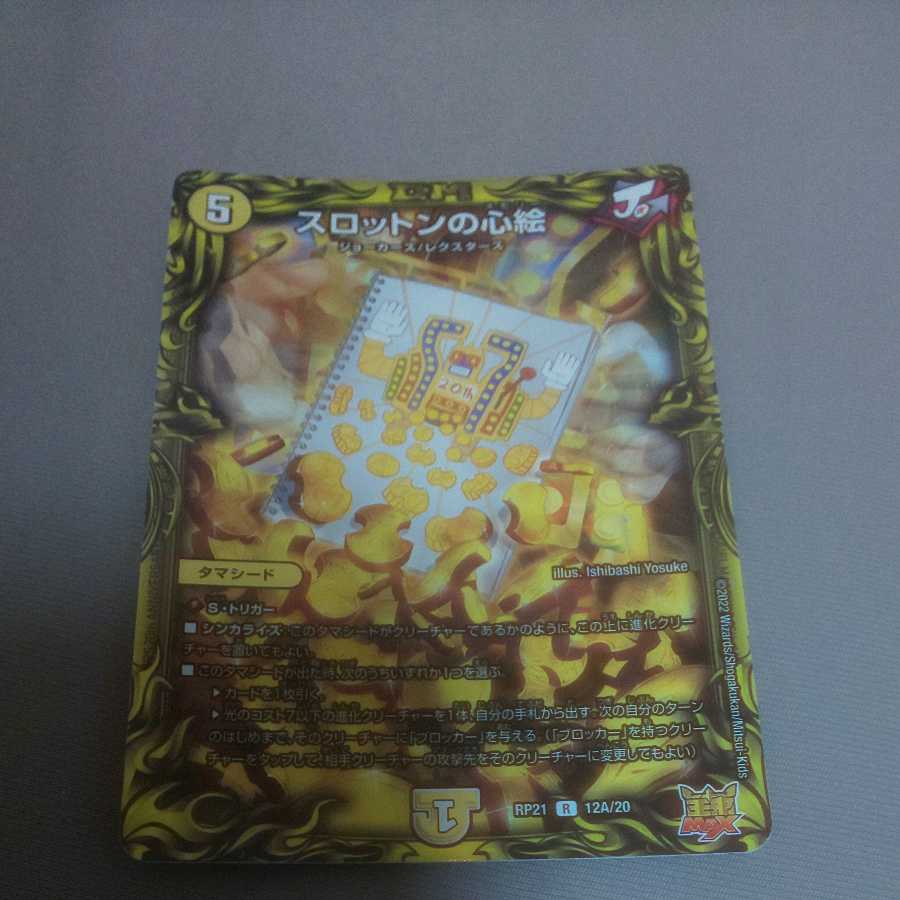 5
スロットンの心絵
ジョーカーズ/レクスターズ
J
20th
タマシード
illus. Ishibashi Yosuke
S・トリガー
■ シンカライズ:このタマシードがクリーチャーであるかのように、この上に進化クリー
チャーを置いてもよい。
■ このタマシードが出た時、次のうちいずれか1つを選ぶ。
▶ カードを1枚引く。
▶ 光のコスト7以下の進化クリーチャーを1体、自分の手札から出す。次の自分のターン
のはじめまで、そのクリーチャーに「ブロッカー」を与える。(「ブロッカー」を持つクリー
チャーをタップして、相手クリーチャーの攻撃先をそのクリーチャーに変更してもよい)
©2022 Wizards/Shogakukan/Mitsui-Kids
RP21 R 12A/20
王来
MAX